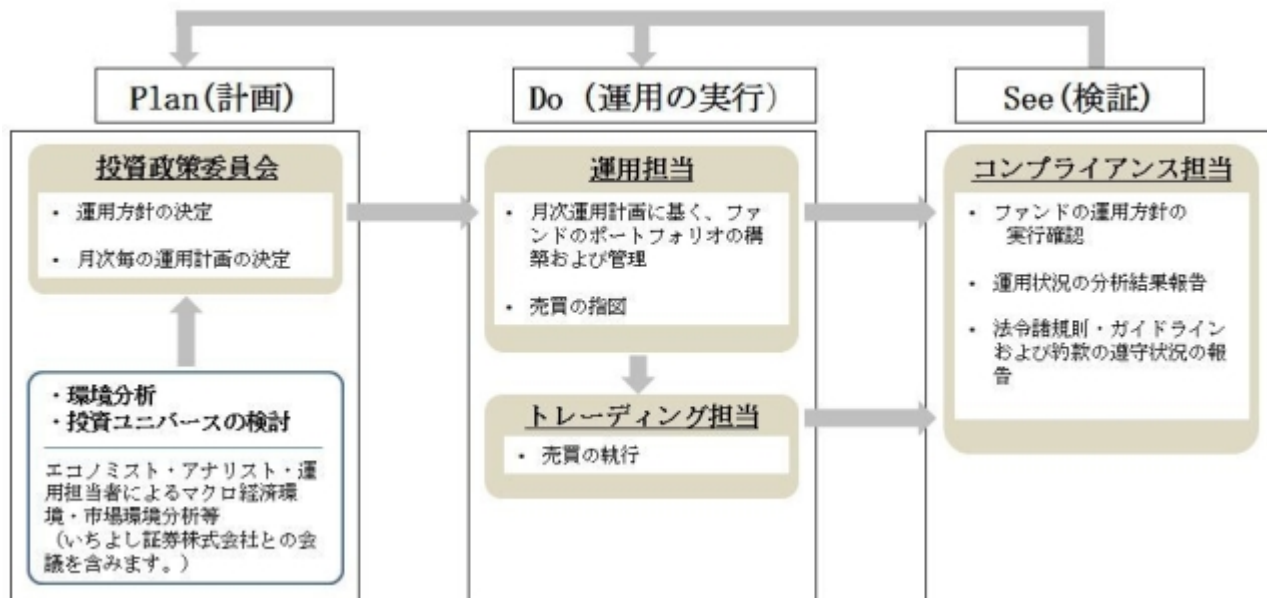 Plan(計画)
投資政策委員会
・ 運用方針の決定
・ 月次毎の運用計画の決定
・環境分析
・投資ユニバースの検討
エコノミスト・アナリスト・運
用担当者によるマクロ経済環
境・市場環境分析等
（いちよし証券株式会社との会
議を含みます。）
Do (運用の実行)
運用担当
・ 月次運用計画に基く、ファ
ンドのポートフォリオの構
築および管理
・ 売買の指図
トレーディング担当
・ 売買の執行
See(検証)
コンプライアンス担当
・ ファンドの運用方針の
実行確認
・ 運用状況の分析結果報告
・ 法令諸規則・ガイドライン
および約款の遵守状況の報
告